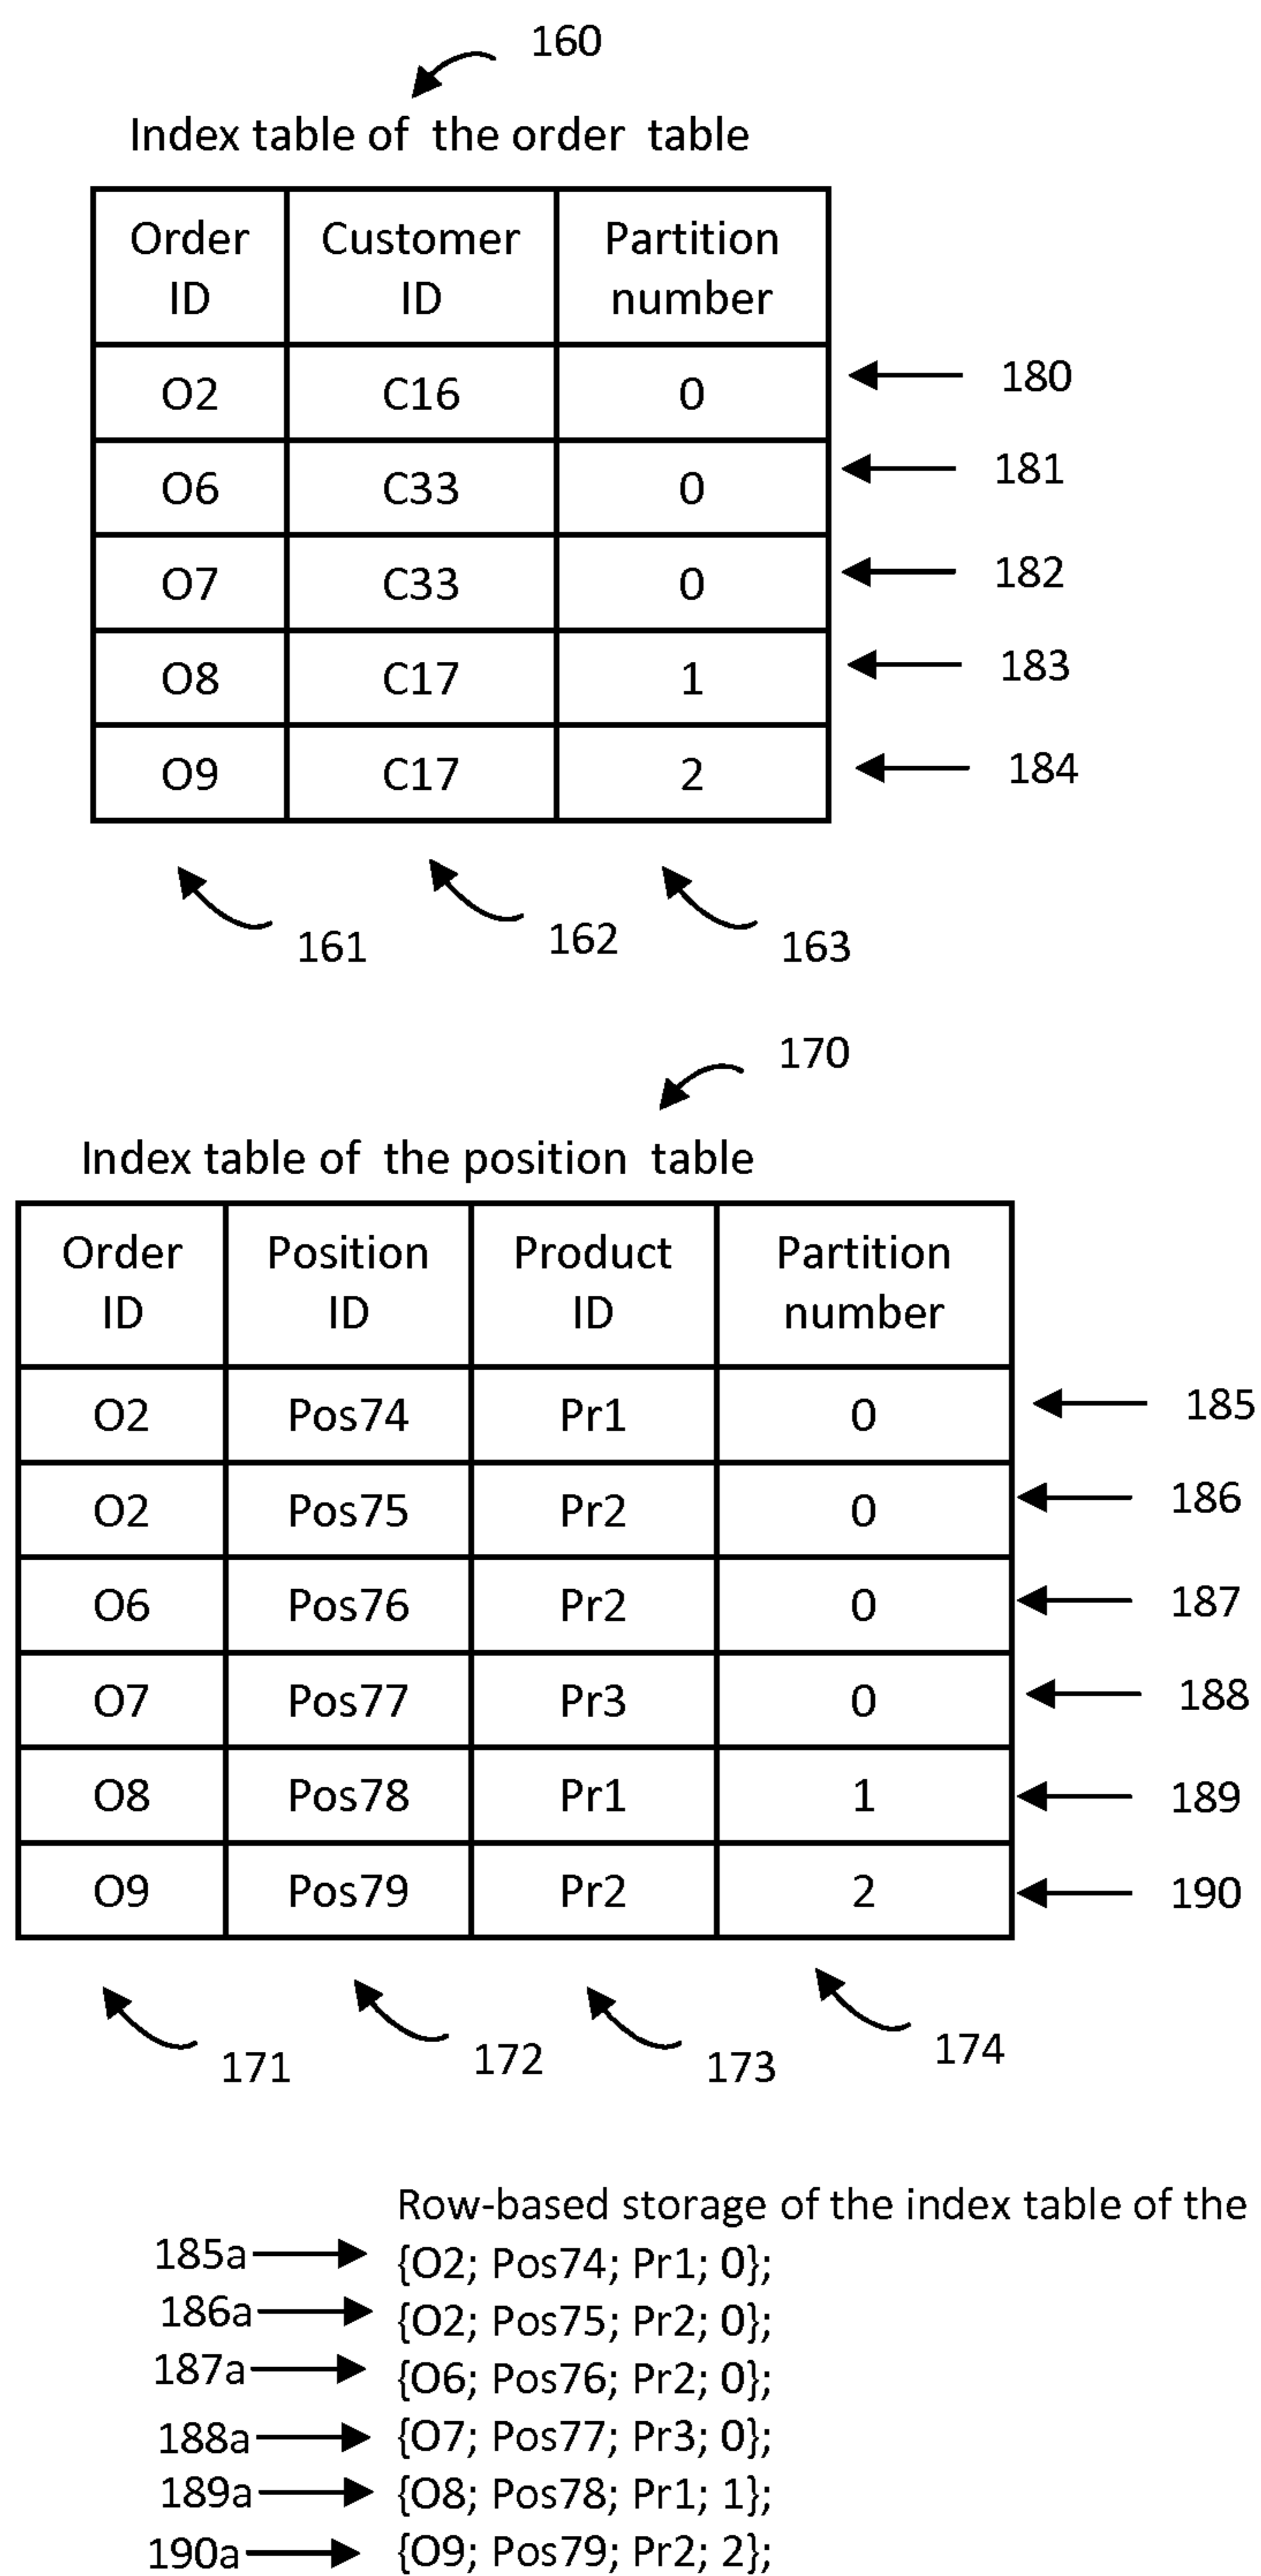 160
Index table of the order table
Order ID Customer ID Partition number
O2 C16 0 180
O6 C33 0 181
O7 C33 0 182
O8 C17 1 183
O9 C17 2 184
161 162 163
170
Index table of the position table
Order ID Position ID Product ID Partition number
O2 Pos74 Pr1 0 185
O2 Pos75 Pr2 0 186
O6 Pos76 Pr2 0 187
O7 Pos77 Pr3 0 188
O8 Pos78 Pr1 1 189
O9 Pos79 Pr2 2 190
171 172 173 174
Row-based storage of the index table of the
185a {O2; Pos74; Pr1; 0};
186a {O2; Pos75; Pr2; 0};
187a {O6; Pos76; Pr2; 0};
188a {O7; Pos77; Pr3; 0};
189a {O8; Pos78; Pr1; 1};
190a {O9; Pos79; Pr2; 2};